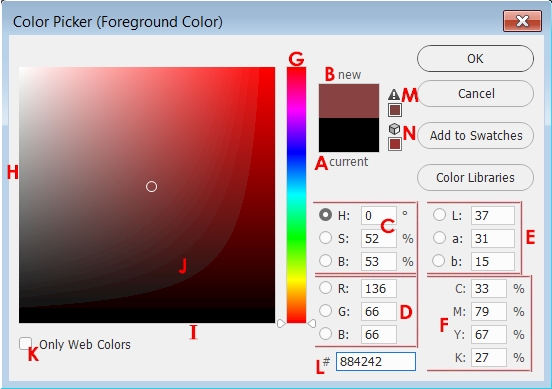 Color Picker (Foreground Color)
G
B new
OK
M
Cancel
N
Add to Swatches
A current
Color Libraries
H
H: 0 °
C
S: 52 %
B: 53 %
L: 37
a: 31
b: 15
E
J
R: 136
G: 66
B: 66
D
C: 33 %
M: 79 %
Y: 67 %
K: 27 %
F
I
K Only Web Colors
L # 884242